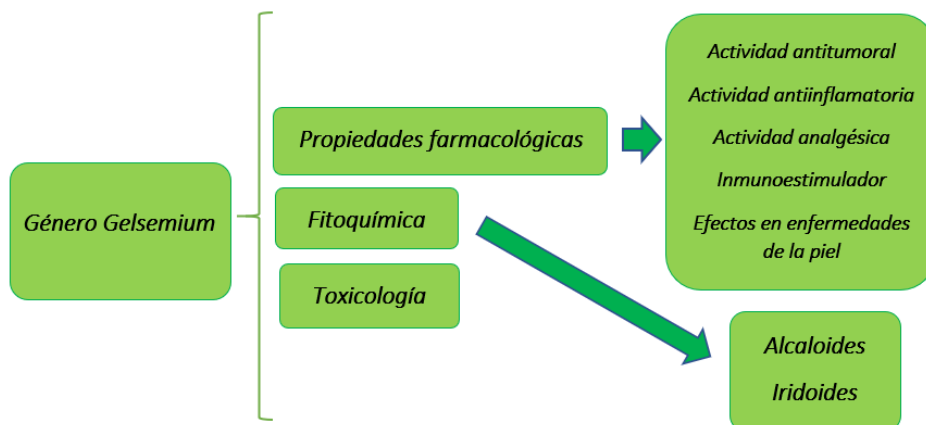 Género Gelsemium
Propiedades farmacológicas
Fitoquímica
Toxicología
Actividad antitumoral
Actividad antiinflamatoria
Actividad analgésica
Inmunoestimulador
Efectos en enfermedades
de la piel
Alcaloides
Iridoides